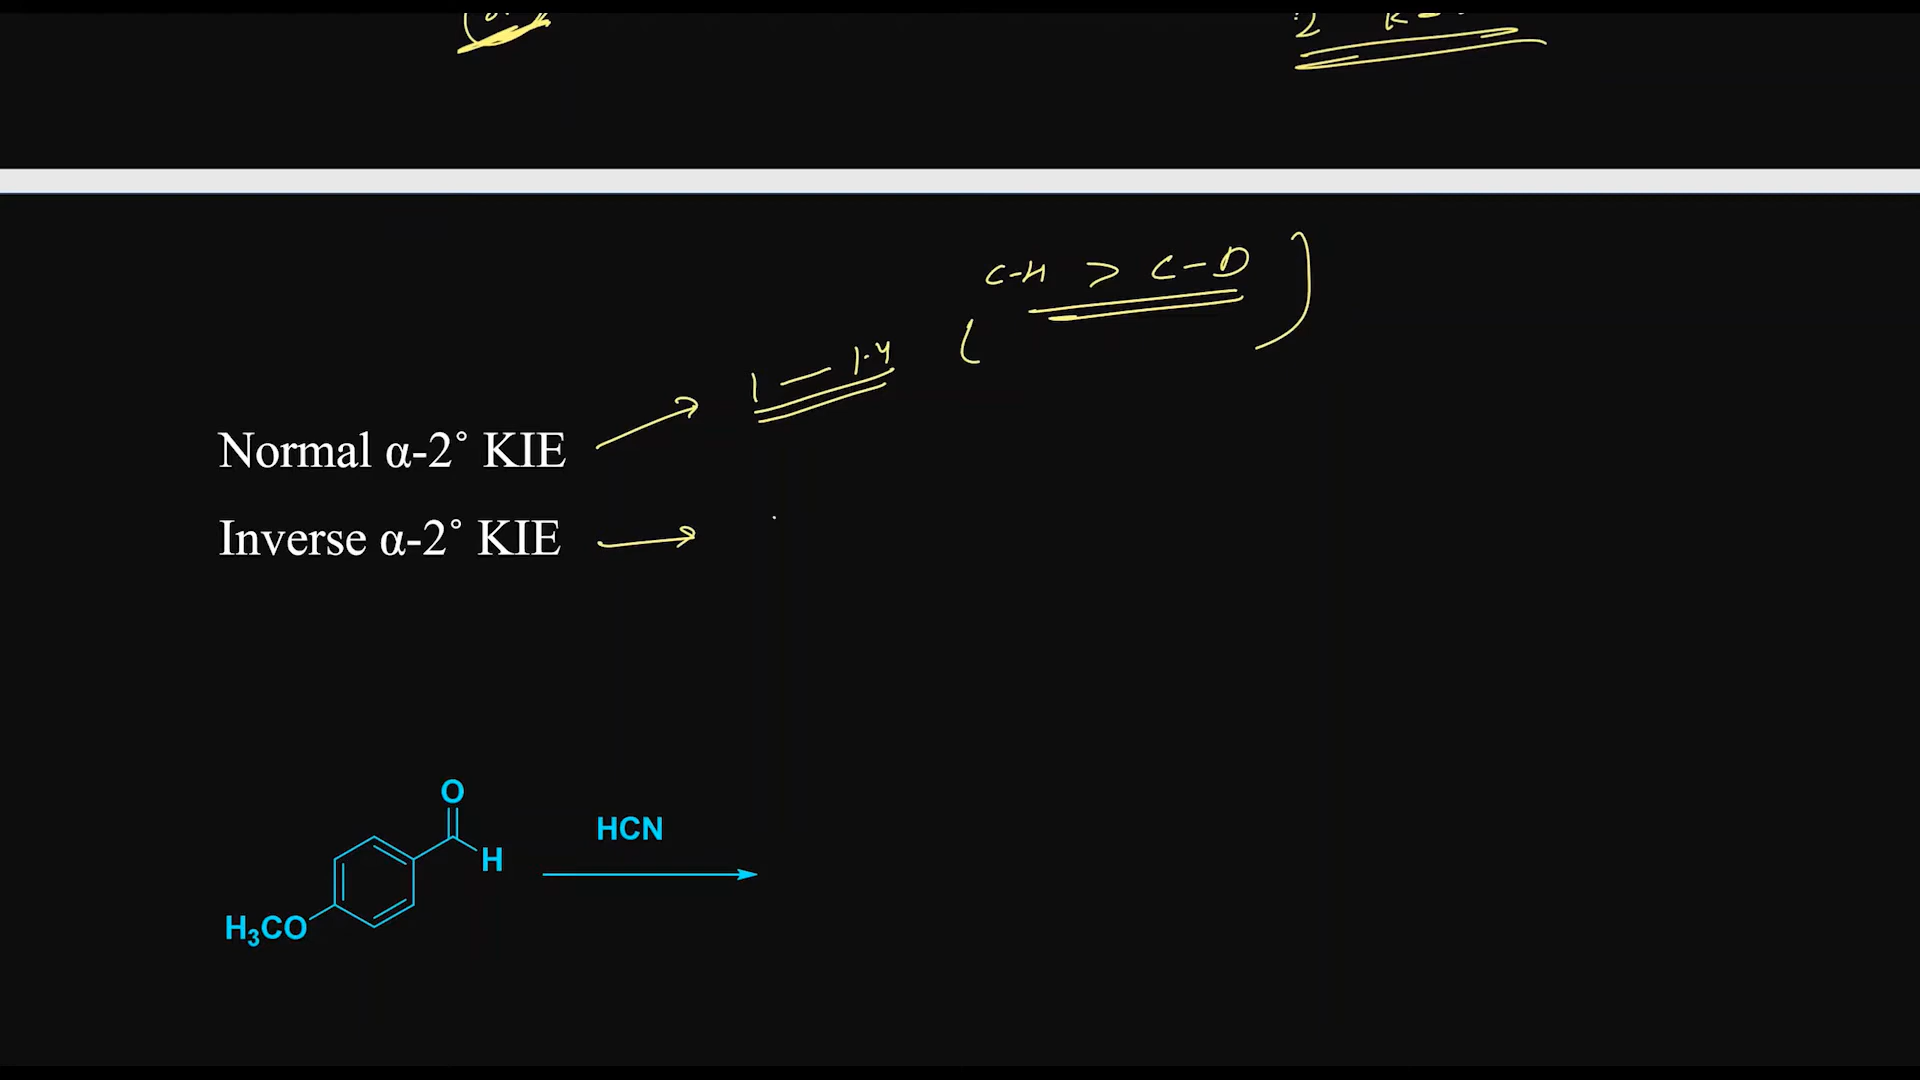 C-H > C-D
1 - 1.4 ( )
Normal α-2° KIE
Inverse α-2° KIE
O
HCN
H
H3CO